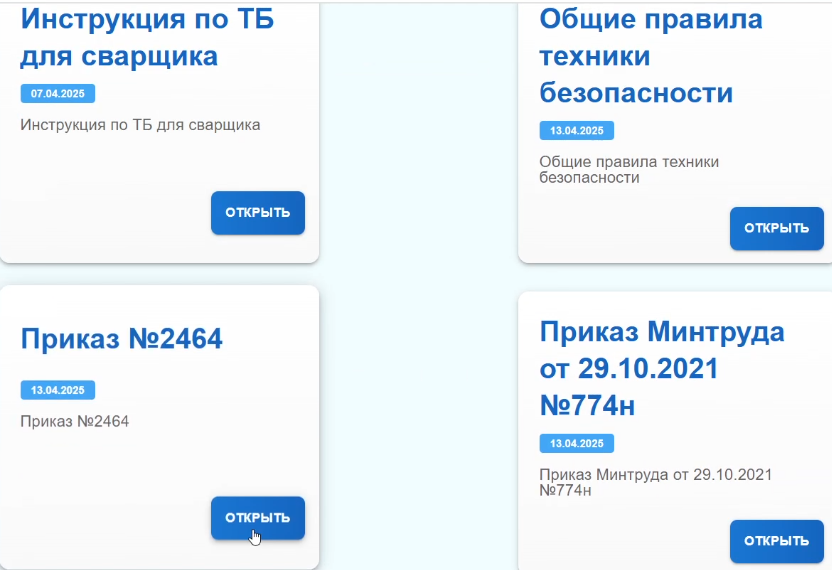 Инструкция по ТБ
для сварщика
07.04.2025
Инструкция по ТБ для сварщика
ОТКРЫТЬ
Общие правила
техники
безопасности
13.04.2025
Общие правила техники
безопасности
ОТКРЫТЬ
Приказ №2464
13.04.2025
Приказ №2464
ОТКРЫТЬ
Приказ Минтруда
от 29.10.2021
№774н
13.04.2025
Приказ Минтруда от 29.10.2021
№774н
ОТКРЫТЬ